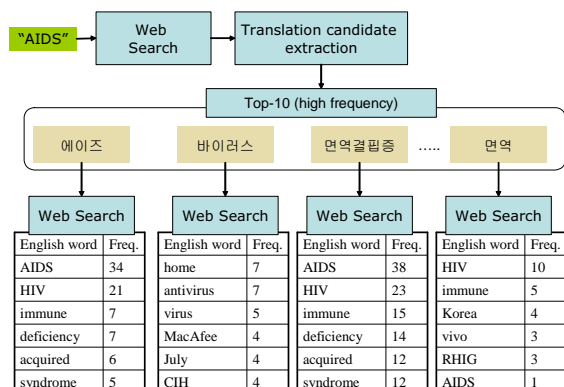 “AIDS”
Web Search
Translation candidate extraction
Top-10 (high frequency)
에이즈 바이러스 면역결핍증 ..... 면역
Web Search
English word Freq.
AIDS 34
HIV 21
immune 7
deficiency 7
acquired 6
syndrome 5
Web Search
English word Freq.
home 7
antivirus 7
virus 5
MacAfee 4
July 4
CIH 4
Web Search
English word Freq.
AIDS 38
HIV 23
immune 15
deficiency 14
acquired 12
syndrome 12
Web Search
English word Freq.
HIV 10
immune 5
Korea 4
vivo 3
RHIG 3
AIDS 1